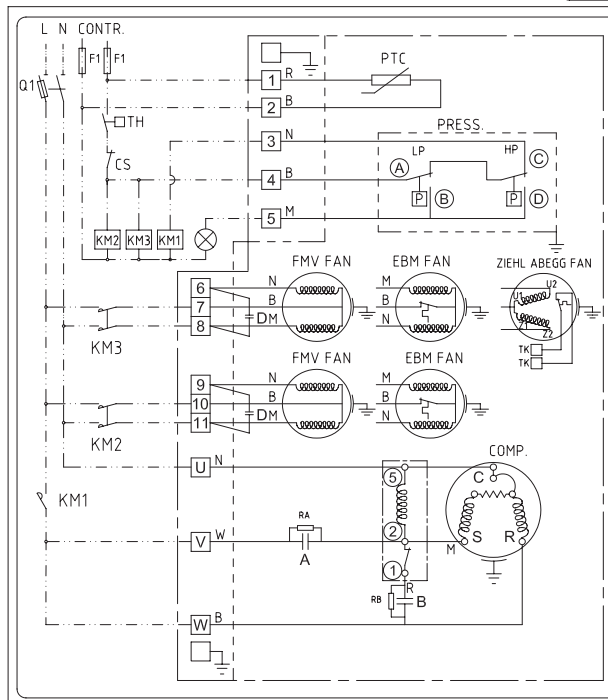 L N CONTR.
F1 F1
Q1
TH
CS
KM2 KM3 KM1
1 R
2 B
3 N
4 B
5 M
PTC
PRESS.
LP HP
A C
P B P D
FMV FAN EBM FAN ZIEHL ABEGG FAN
6 N M U1 U2
7 B B
8 DM N Z1 Z2
TK
TK
KM3
FMV FAN EBM FAN
9 N M
10 B B
11 DM N
KM2
COMP.
U N 5 C
KM1
V W RA 2 S R
A M
1
R
RB B
W B